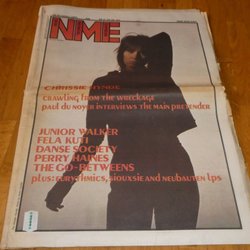 NME
CHRISSIE HYNDE
CRAWLING FROM THE WRECKAGE
PAUL DU NOYER INTERVIEWS THE MAIN PRETENDER
JUNIOR WALKER
FELA KUTI
DANSE SOCIETY
PERRY HAINES
THE GO-BETWEENS
plus: EURYTHMICS, SIOUXSIE AND NEUBAUTEN LPs